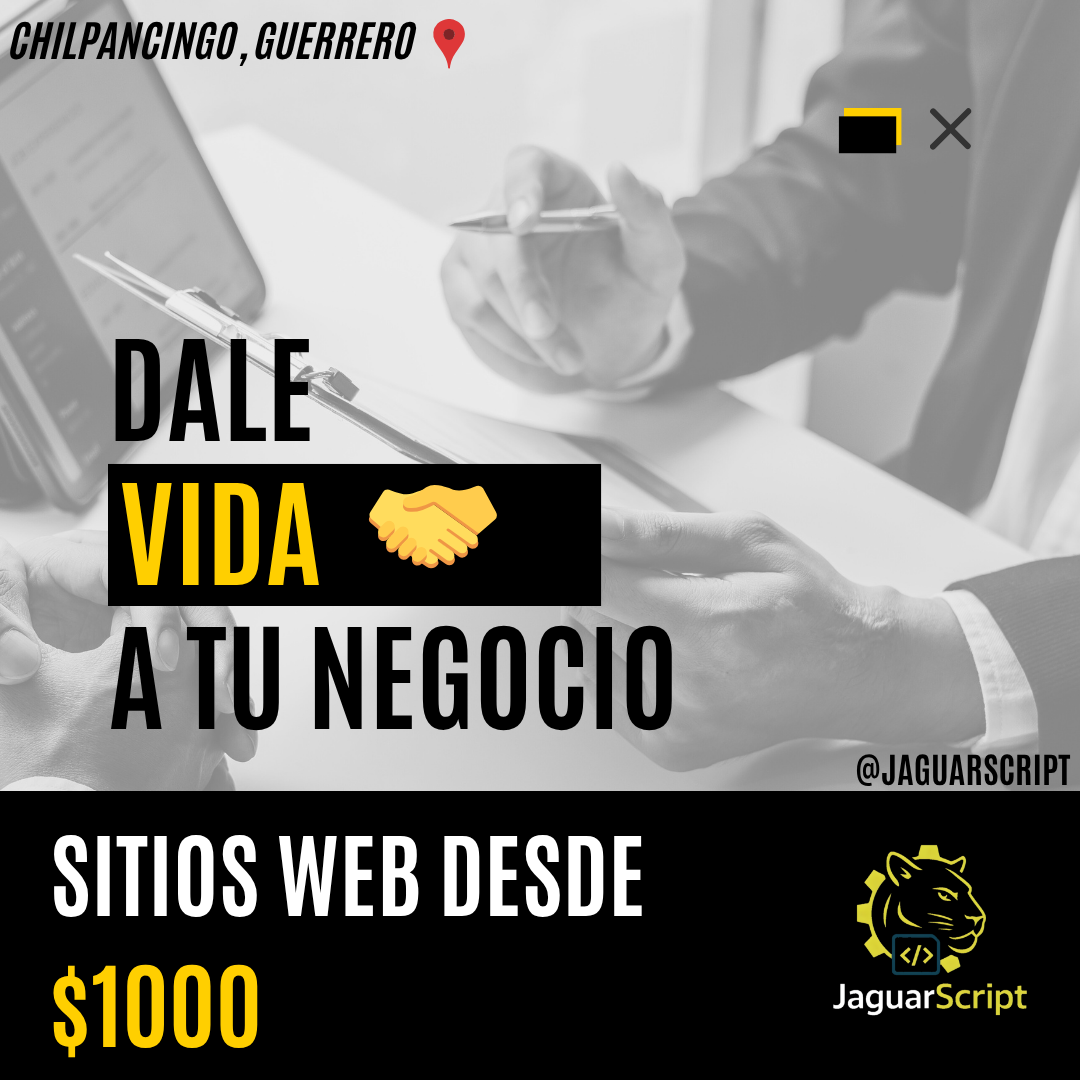 CHILPANCINGO, GUERRERO
DALE
VIDA
A TU NEGOCIO
@JAGUARSCRIPT
SITIOS WEB DESDE
$1000
</>
JaguarScript